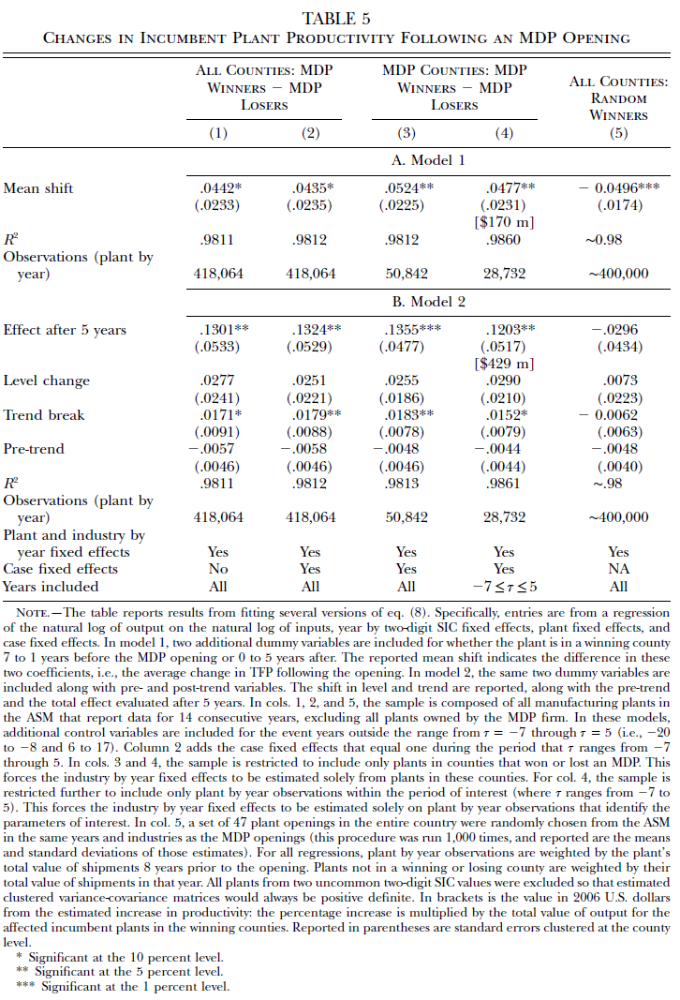 TABLE 5
CHANGES IN INCUMBENT PLANT PRODUCTIVITY FOLLOWING AN MDP OPENING
ALL COUNTIES: MDP WINNERS − MDP LOSERS MDP COUNTIES: MDP WINNERS − MDP LOSERS ALL COUNTIES: RANDOM WINNERS
(1) (2) (3) (4) (5)
A. Model 1
Mean shift .0442* .0435* .0524** .0477** − 0.0496***
(.0233) (.0235) (.0225) (.0231) (.0174)
[$170 m]
R² .9811 .9812 .9812 .9860 ~0.98
Observations (plant by
year) 418,064 418,064 50,842 28,732 ~400,000
B. Model 2
Effect after 5 years .1301** .1324** .1355*** .1203** −.0296
(.0533) (.0529) (.0477) (.0517) (.0434)
[$429 m]
Level change .0277 .0251 .0255 .0290 .0073
(.0241) (.0221) (.0186) (.0210) (.0223)
Trend break .0171* .0179** .0183** .0152* − 0.0062
(.0091) (.0088) (.0078) (.0079) (.0063)
Pre-trend −.0057 −.0058 −.0048 −.0044 −.0048
(.0046) (.0046) (.0046) (.0044) (.0040)
R² .9811 .9812 .9813 .9861 ~.98
Observations (plant by
year) 418,064 418,064 50,842 28,732 ~400,000
Plant and industry by
year fixed effects Yes Yes Yes Yes Yes
Case fixed effects No Yes Yes Yes NA
Years included All All All −7 ≤ τ ≤ 5 All
NOTE.—The table reports results from fitting several versions of eq. (8). Specifically, entries are from a regression
of the natural log of output on the natural log of inputs, year by two-digit SIC fixed effects, plant fixed effects, and
case fixed effects. In model 1, two additional dummy variables are included for whether the plant is in a winning county
7 to 1 years before the MDP opening or 0 to 5 years after. The reported mean shift indicates the difference in these
two coefficients, i.e., the average change in TFP following the opening. In model 2, the same two dummy variables are
included along with pre- and post-trend variables. The shift in level and trend are reported, along with the pre-trend
and the total effect evaluated after 5 years. In cols. 1, 2, and 5, the sample is composed of all manufacturing plants in
the ASM that report data for 14 consecutive years, excluding all plants owned by the MDP firm. In these models,
additional control variables are included for the event years outside the range from τ = −7 through τ = 5 (i.e., −20
to −8 and 6 to 17). Column 2 adds the case fixed effects that equal one during the period that τ ranges from −7
through 5. In cols. 3 and 4, the sample is restricted to include only plants in counties that won or lost an MDP. This
forces the industry by year fixed effects to be estimated solely from plants in these counties. For col. 4, the sample is
restricted further to include only plant by year observations within the period of interest (where τ ranges from −7 to
5). This forces the industry by year fixed effects to be estimated solely on plant by year observations that identify the
parameters of interest. In col. 5, a set of 47 plant openings in the entire country were randomly chosen from the ASM
in the same years and industries as the MDP openings (this procedure was run 1,000 times, and reported are the means
and standard deviations of those estimates). For all regressions, plant by year observations are weighted by the plant's
total value of shipments 8 years prior to the opening. Plants not in a winning or losing county are weighted by their
total value of shipments in that year. All plants from two uncommon two-digit SIC values were excluded so that estimated
clustered variance-covariance matrices would always be positive definite. In brackets is the value in 2006 U.S. dollars
from the estimated increase in productivity: the percentage increase is multiplied by the total value of output for the
affected incumbent plants in the winning counties. Reported in parentheses are standard errors clustered at the county
level.
* Significant at the 10 percent level.
** Significant at the 5 percent level.
*** Significant at the 1 percent level.